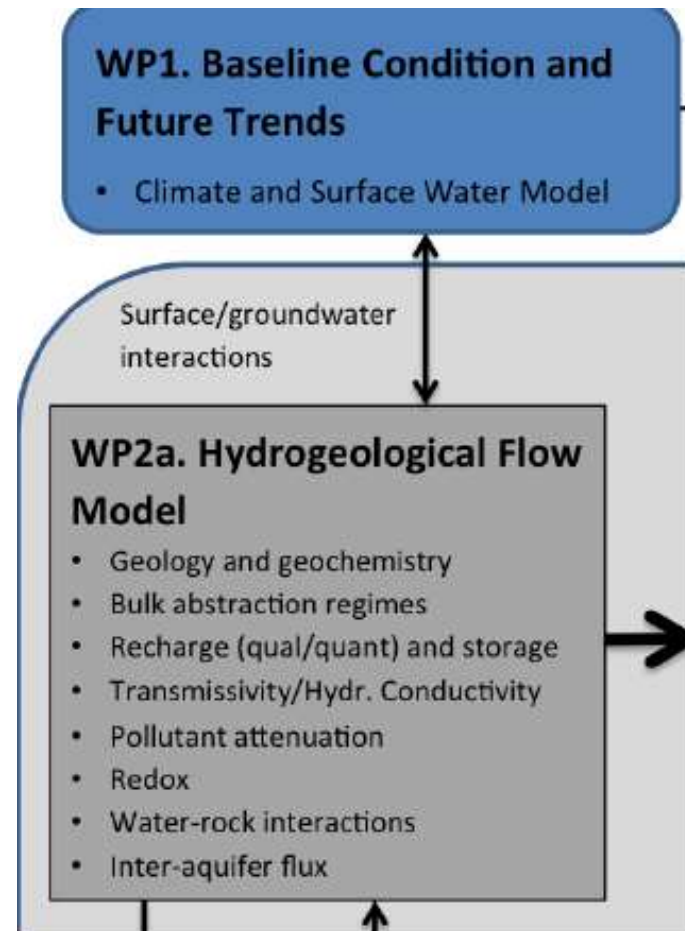 WP1. Baseline Condition and
Future Trends
• Climate and Surface Water Model
Surface/groundwater
interactions
WP2a. Hydrogeological Flow
Model
• Geology and geochemistry
• Bulk abstraction regimes
• Recharge (qual/quant) and storage
• Transmissivity/Hydr. Conductivity
• Pollutant attenuation
• Redox
• Water-rock interactions
• Inter-aquifer flux